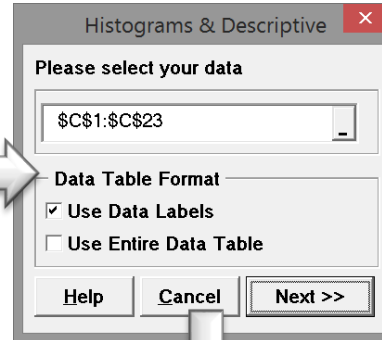 Histograms & Descriptive
Please select your data
$C$1:$C$23
Data Table Format
Use Data Labels
Use Entire Data Table
Help Cancel Next >>